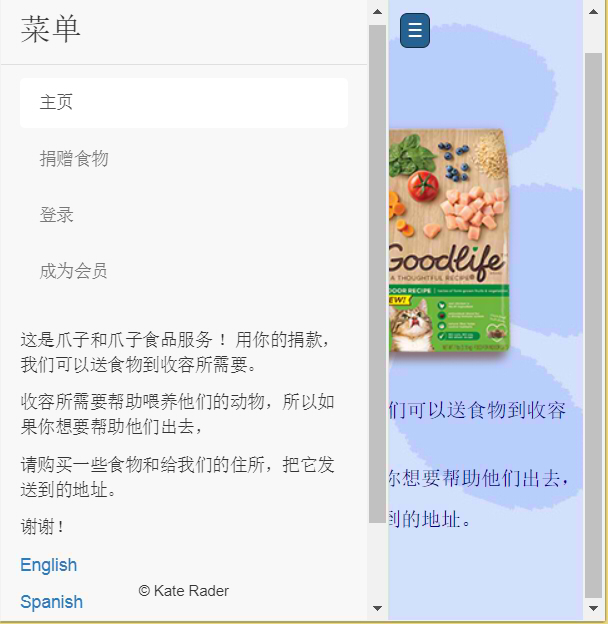 菜单
☰
主页
捐赠食物
登录
成为会员
这是爪子和爪子食品服务！ 用你的捐款，
我们可以送食物到收容所需要。
收容所需要帮助喂养他们的动物，所以如
果你想要帮助他们出去，
请购买一些食物和给我们的住所，把它发
送到的地址。
谢谢！
English
Spanish
© Kate Rader
Goodlife
A THOUGHTFUL RECIPE
DOOR RECIPE
NEW!
们可以送食物到收容
你想要帮助他们出去，
到的地址。